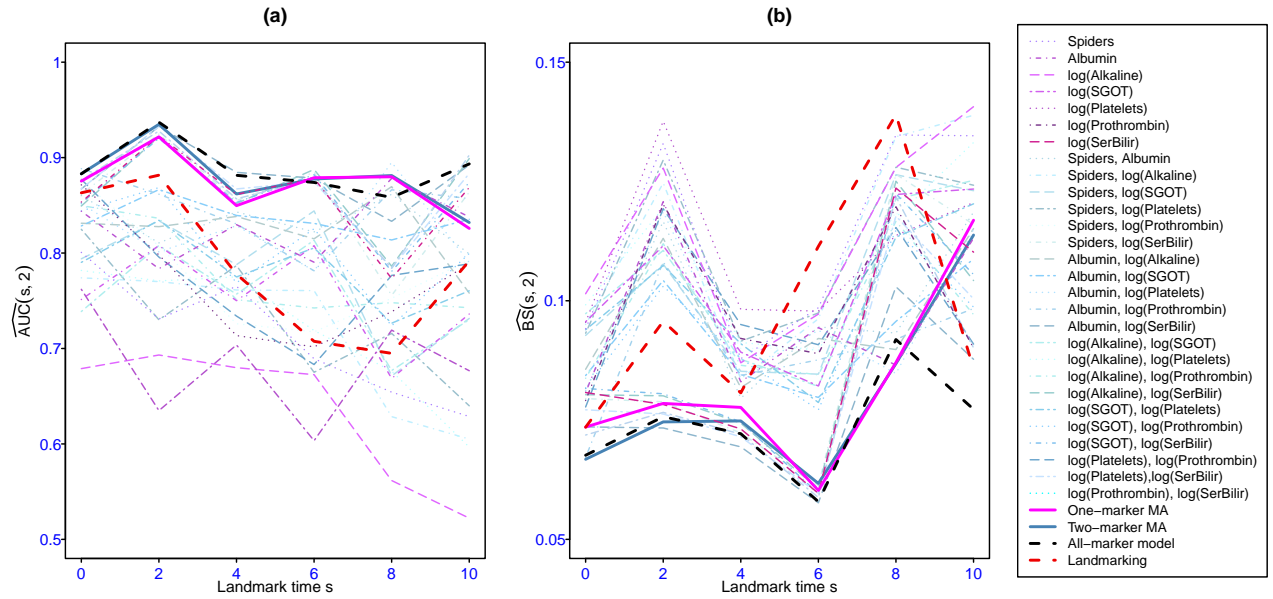 (a)
(b)
1
0.9
0.8
0.7
0.6
0.5
AUC(s, 2)
0 2 4 6 8 10
Landmark time s
0.15
0.1
0.05
BS(s, 2)
0 2 4 6 8 10
Landmark time s
Spiders
Albumin
log(Alkaline)
log(SGOT)
log(Platelets)
log(Prothrombin)
log(SerBilir)
Spiders, Albumin
Spiders, log(Alkaline)
Spiders, log(SGOT)
Spiders, log(Platelets)
Spiders, log(Prothrombin)
Spiders, log(SerBilir)
Albumin, log(Alkaline)
Albumin, log(SGOT)
Albumin, log(Platelets)
Albumin, log(Prothrombin)
Albumin, log(SerBilir)
log(Alkaline), log(SGOT)
log(Alkaline), log(Platelets)
log(Alkaline), log(Prothrombin)
log(Alkaline), log(SerBilir)
log(SGOT), log(Platelets)
log(SGOT), log(Prothrombin)
log(SGOT), log(SerBilir)
log(Platelets), log(Prothrombin)
log(Platelets),log(SerBilir)
log(Prothrombin), log(SerBilir)
One−marker MA
Two−marker MA
All−marker model
Landmarking